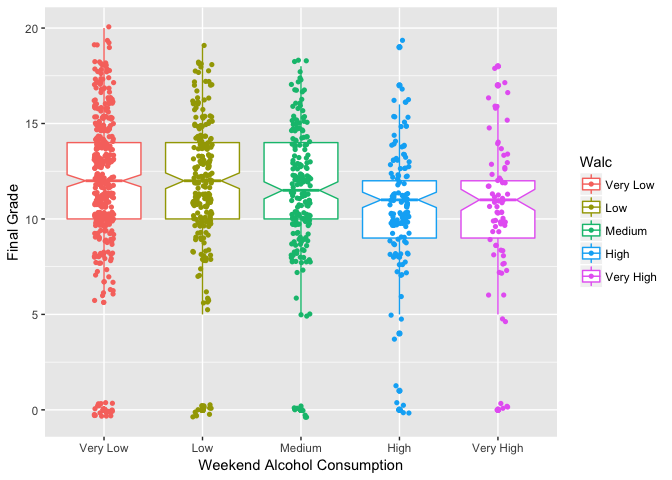 20
15
10
5
0
Final Grade
Very Low Low Medium High Very High
Weekend Alcohol Consumption
Walc
Very Low
Low
Medium
High
Very High